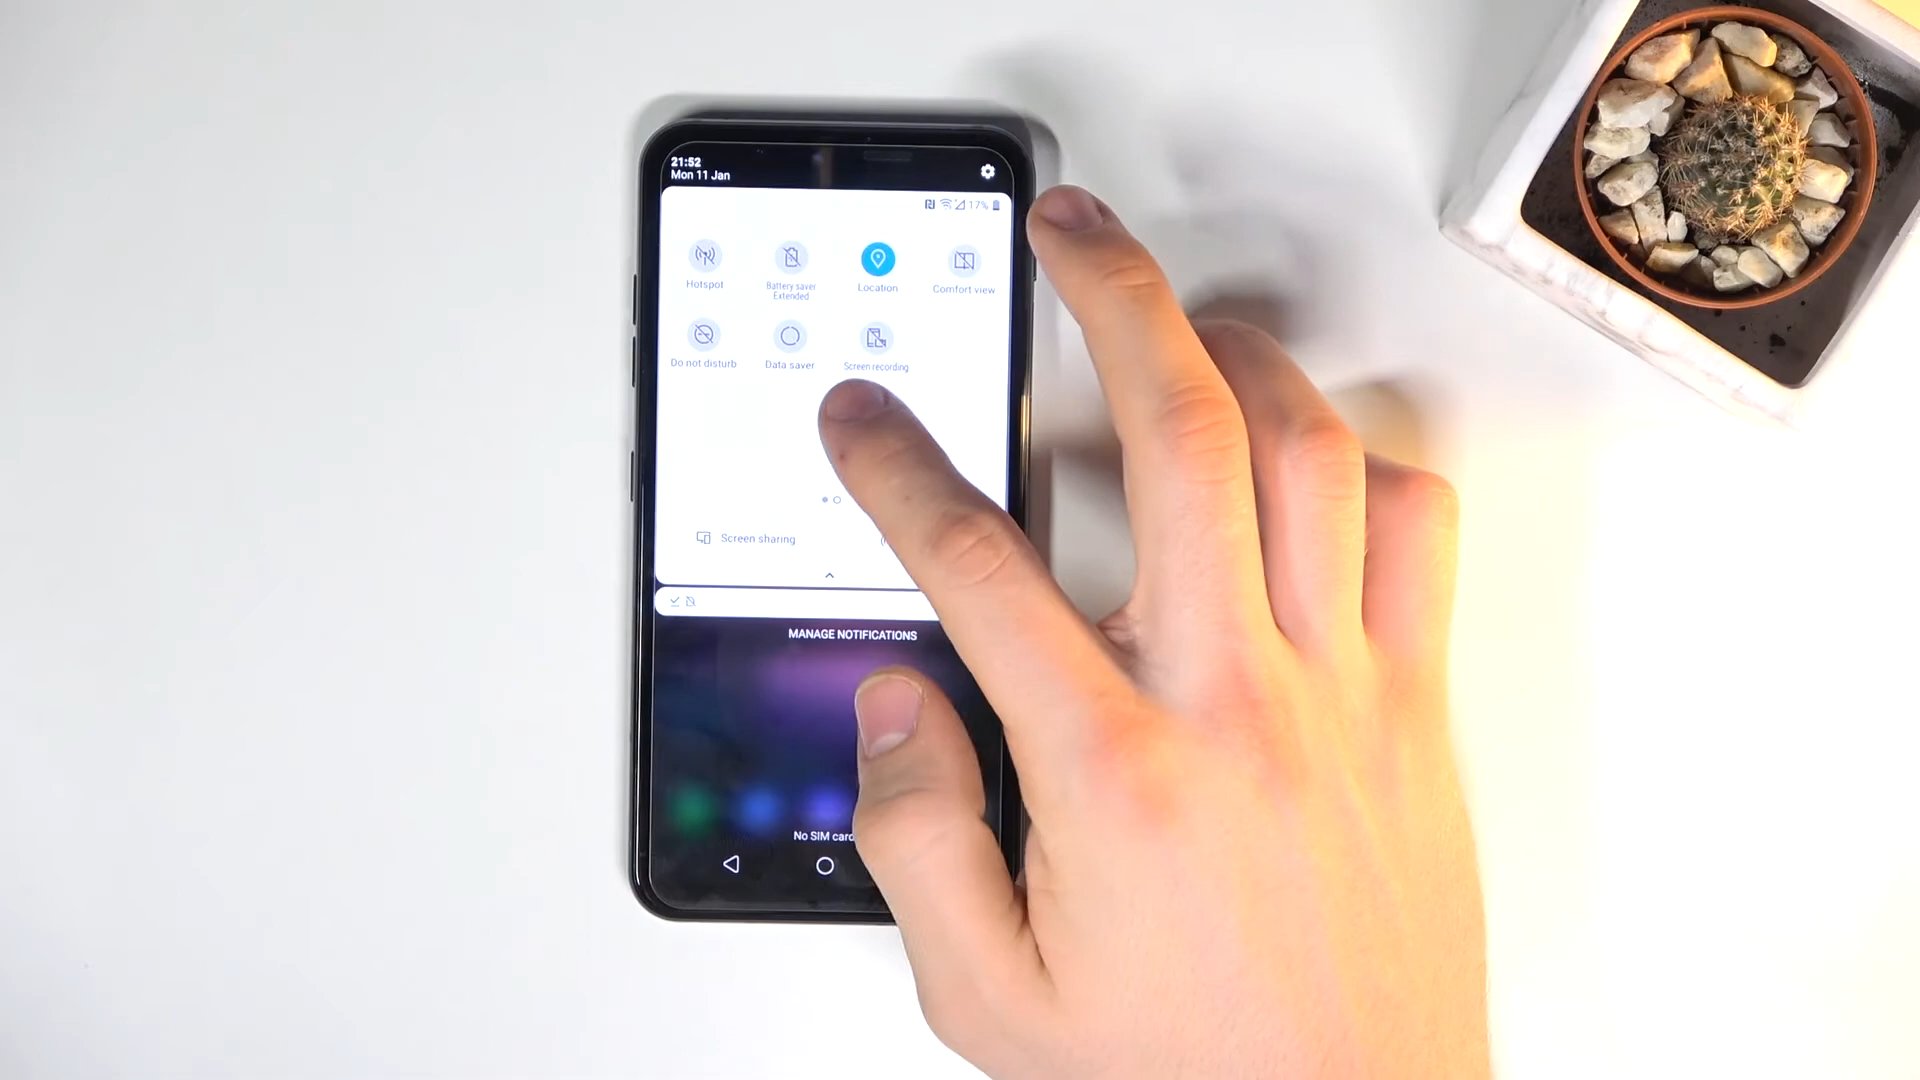 21:52
Mon 11 Jan
17%
Hotspot
Battery saver
Extended
Location
Comfort view
Do not disturb
Data saver
Screen recording
Screen sharing
MANAGE NOTIFICATIONS
No SIM card